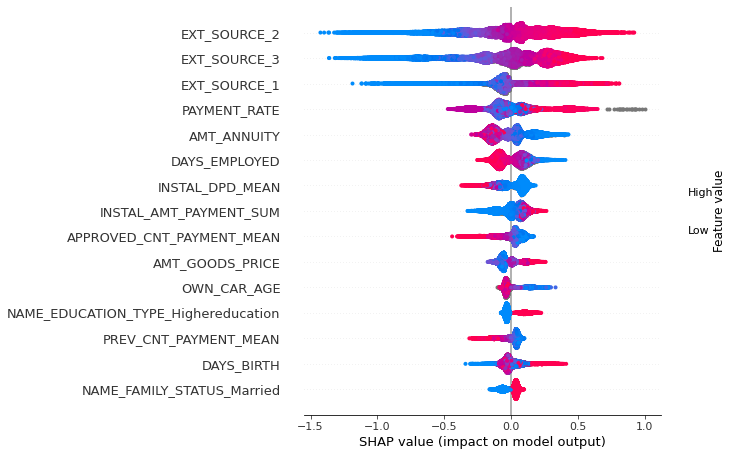 EXT_SOURCE_2
EXT_SOURCE_3
EXT_SOURCE_1
PAYMENT_RATE
AMT_ANNUITY
DAYS_EMPLOYED
INSTAL_DPD_MEAN
INSTAL_AMT_PAYMENT_SUM
APPROVED_CNT_PAYMENT_MEAN
AMT_GOODS_PRICE
OWN_CAR_AGE
NAME_EDUCATION_TYPE_Highereducation
PREV_CNT_PAYMENT_MEAN
DAYS_BIRTH
NAME_FAMILY_STATUS_Married
−1.5 −1.0 −0.5 0.0 0.5 1.0
SHAP value (impact on model output)
High
Low
Feature value